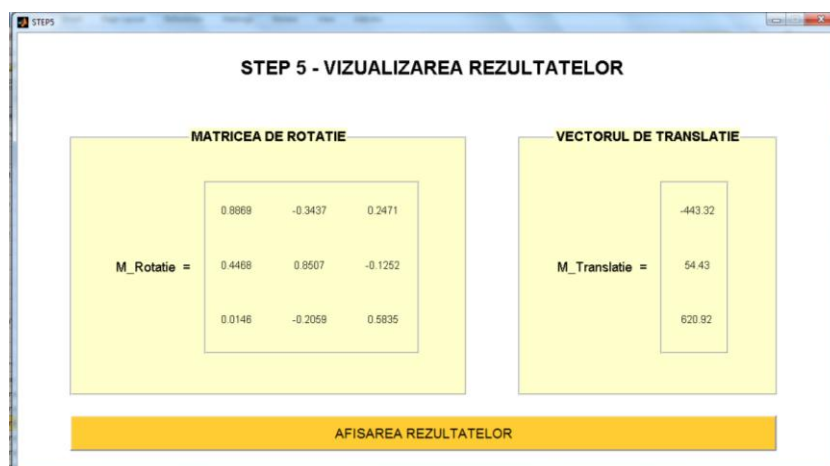 STEP5
STEP 5 - VIZUALIZAREA REZULTATELOR
MATRICEA DE ROTATIE
M_Rotatie =
0.8869 -0.3437 0.2471
0.4468 0.8507 -0.1252
0.0146 -0.2059 0.5835
VECTORUL DE TRANSLATIE
M_Translatie =
-443.32
54.43
620.92
AFISAREA REZULTATELOR